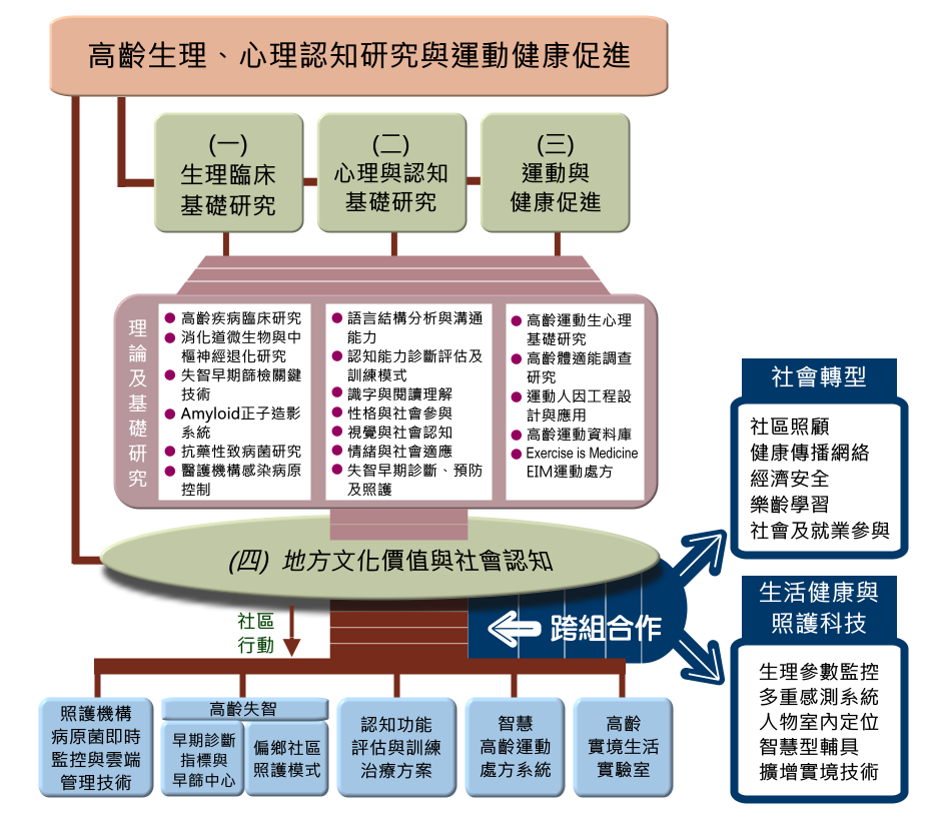 高齡生理、心理認知研究與運動健康促進
(一)
生理臨床
基礎研究
(二)
心理與認知
基礎研究
(三)
運動與
健康促進
理論及基礎研究
高齡疾病臨床研究
消化道微生物與中
樞神經退化研究
失智早期篩檢關鍵
技術
Amyloid正子造影
系統
抗藥性致病菌研究
醫護機構感染病原
控制
語言結構分析與溝通
能力
認知能力診斷評估及
訓練模式
識字與閱讀理解
性格與社會參與
視覺與社會認知
情緒與社會適應
失智早期診斷、預防
及照護
高齡運動生心理
基礎研究
高齡體適能調查
研究
運動人因工程設
計與應用
高齡運動資料庫
Exercise is Medicine
EIM運動處方
(四) 地方文化價值與社會認知
社區
行動
跨組合作
照護機構
病原菌即時
監控與雲端
管理技術
高齡失智
早期診斷
指標與
早篩中心
偏鄉社區
照護模式
認知功能
評估與訓練
治療方案
智慧
高齡運動
處方系統
高齡
實境生活
實驗室
社會轉型
社區照顧
健康傳播網絡
經濟安全
樂齡學習
社會及就業參與
生活健康與
照護科技
生理參數監控
多重感測系統
人物室內定位
智慧型輔具
擴增實境技術